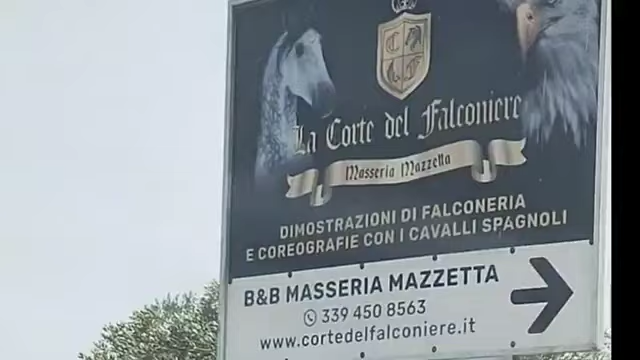 La Corte del Falconiere
Masseria Mazzetta
DIMOSTRAZIONI DI FALCONERIA
E COREOGRAFIE CON I CAVALLI SPAGNOLI
B&B MASSERIA MAZZETTA
339 450 8563
www.cortedelfalconiere.it